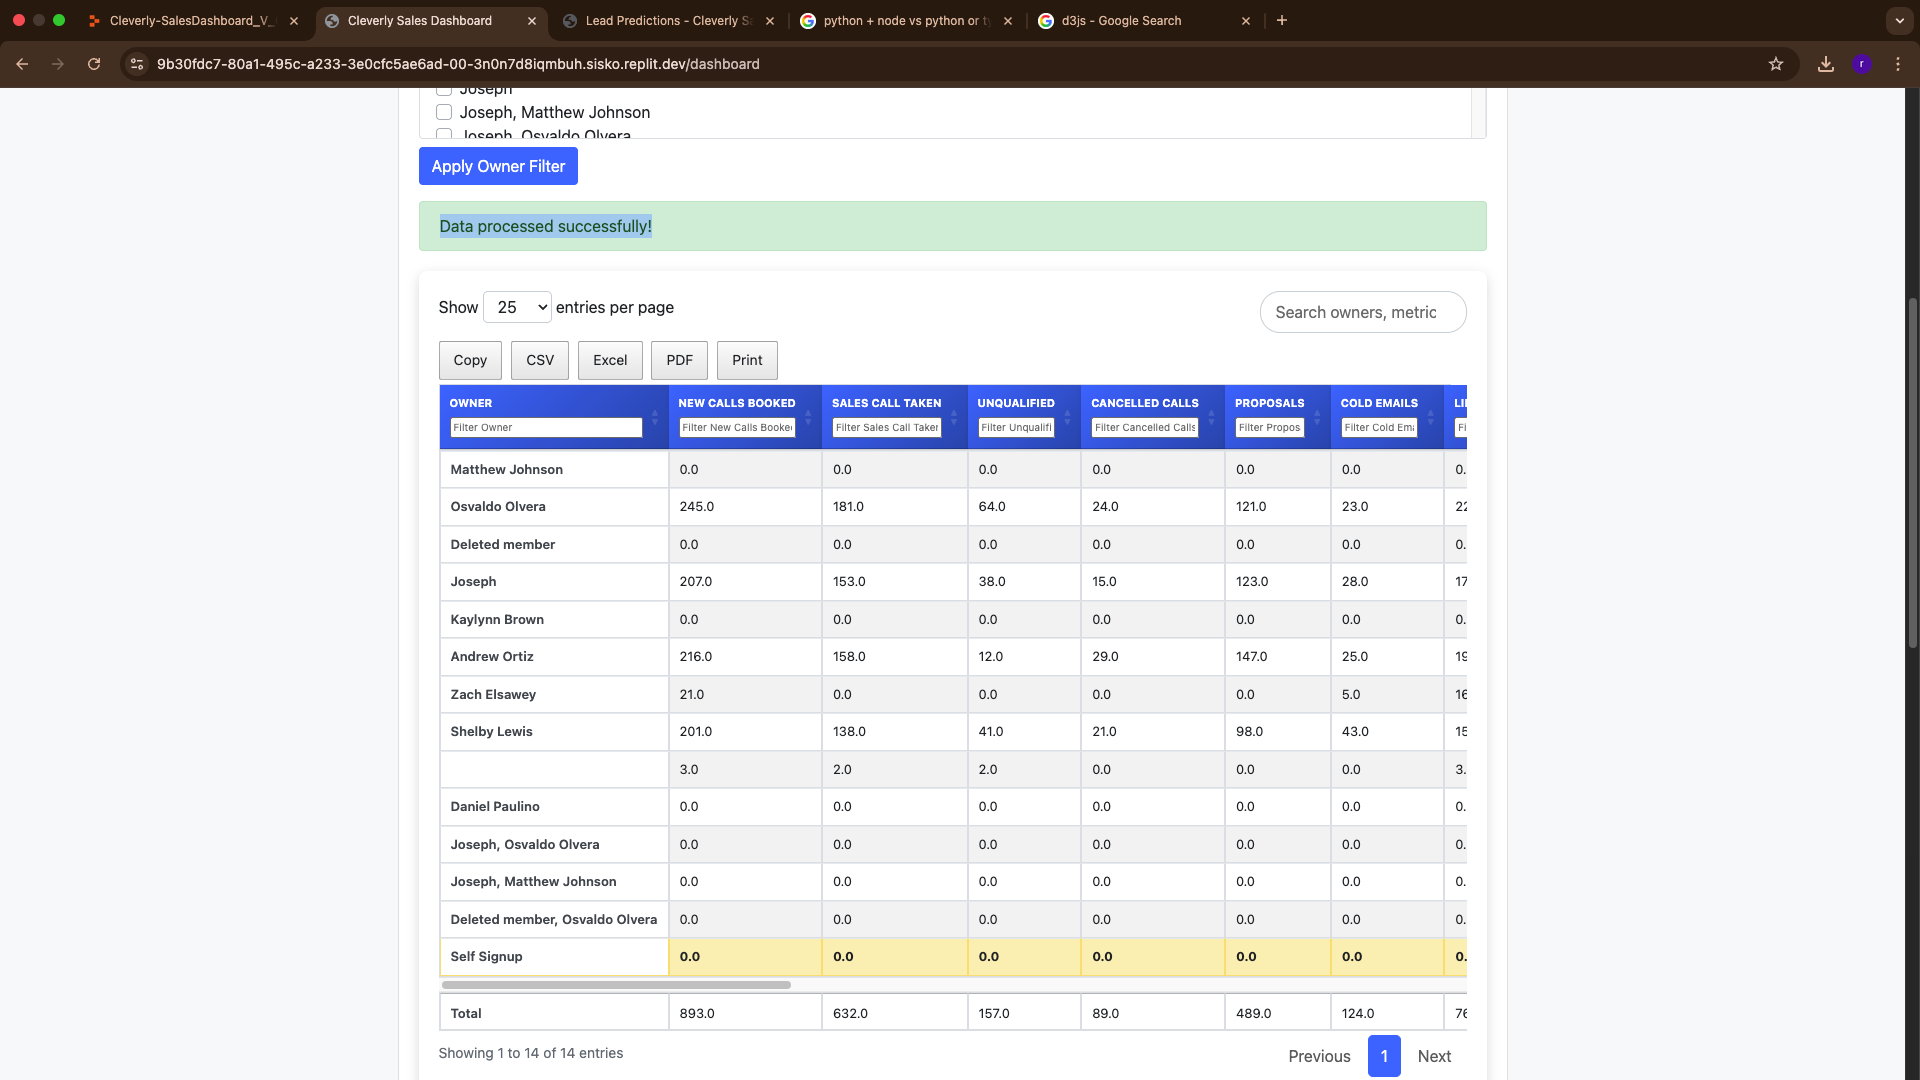 Cleverly-SalesDashboard_V_
Cleverly Sales Dashboard
Lead Predictions - Cleverly S
python + node vs python or t
d3js - Google Search
9b30fdc7-80a1-495c-a233-3e0cfc5ae6ad-00-3n0n7d8iqmbuh.sisko.replit.dev/dashboard
r
Joseph
Joseph, Matthew Johnson
Joseph, Osvaldo Olvera
Apply Owner Filter
Data processed successfully!
Show 25 entries per page
Search owners, metric
Copy CSV Excel PDF Print
OWNER NEW CALLS BOOKED SALES CALL TAKEN UNQUALIFIED CANCELLED CALLS PROPOSALS COLD EMAILS LI
Filter Owner Filter New Calls Booke Filter Sales Call Taken Filter Unqualifi Filter Cancelled Calls Filter Propos Filter Cold Ema Fi
Matthew Johnson 0.0 0.0 0.0 0.0 0.0 0.0 0.
Osvaldo Olvera 245.0 181.0 64.0 24.0 121.0 23.0 22
Deleted member 0.0 0.0 0.0 0.0 0.0 0.0 0.
Joseph 207.0 153.0 38.0 15.0 123.0 28.0 17
Kaylynn Brown 0.0 0.0 0.0 0.0 0.0 0.0 0.
Andrew Ortiz 216.0 158.0 12.0 29.0 147.0 25.0 19
Zach Elsawey 21.0 0.0 0.0 0.0 0.0 5.0 16
Shelby Lewis 201.0 138.0 41.0 21.0 98.0 43.0 15
3.0 2.0 2.0 0.0 0.0 0.0 3.
Daniel Paulino 0.0 0.0 0.0 0.0 0.0 0.0 0.
Joseph, Osvaldo Olvera 0.0 0.0 0.0 0.0 0.0 0.0 0.
Joseph, Matthew Johnson 0.0 0.0 0.0 0.0 0.0 0.0 0.
Deleted member, Osvaldo Olvera 0.0 0.0 0.0 0.0 0.0 0.0 0.
Self Signup 0.0 0.0 0.0 0.0 0.0 0.0 0.
Total 893.0 632.0 157.0 89.0 489.0 124.0 76
Showing 1 to 14 of 14 entries
Previous 1 Next